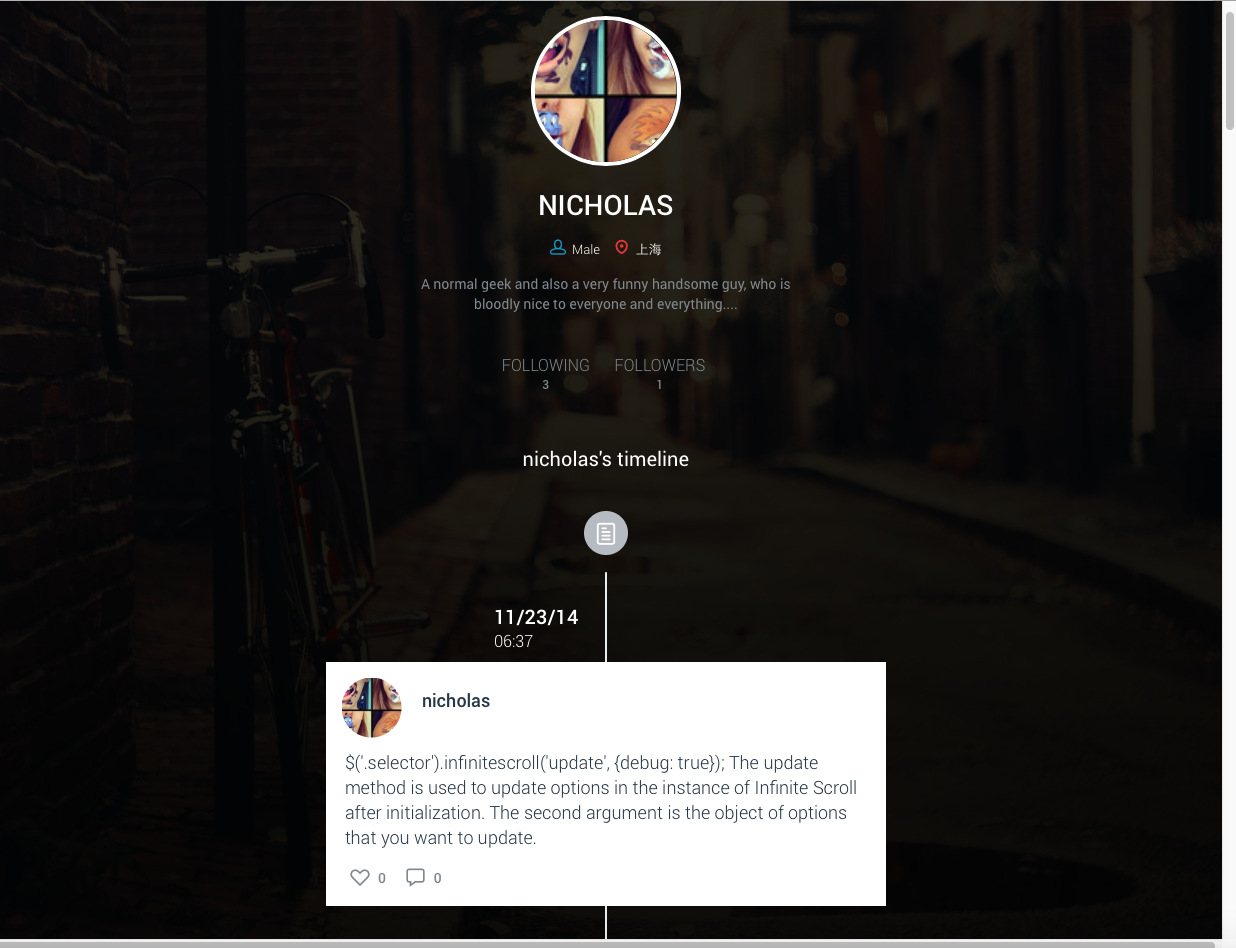 NICHOLAS
Male 上海
A normal geek and also a very funny handsome guy, who is
bloodly nice to everyone and everything....
FOLLOWING FOLLOWERS
3 1
nicholas's timeline
11/23/14
06:37
nicholas
$('.selector').infinitescroll('update', {debug: true}); The update
method is used to update options in the instance of Infinite Scroll
after initialization. The second argument is the object of options
that you want to update.
0 0